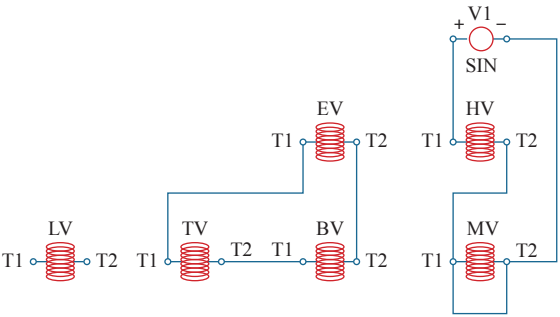 V1
+ −
SIN
EV HV
T1 T2 T1 T2
LV TV BV MV
T1 T2 T1 T2 T1 T2 T1 T2